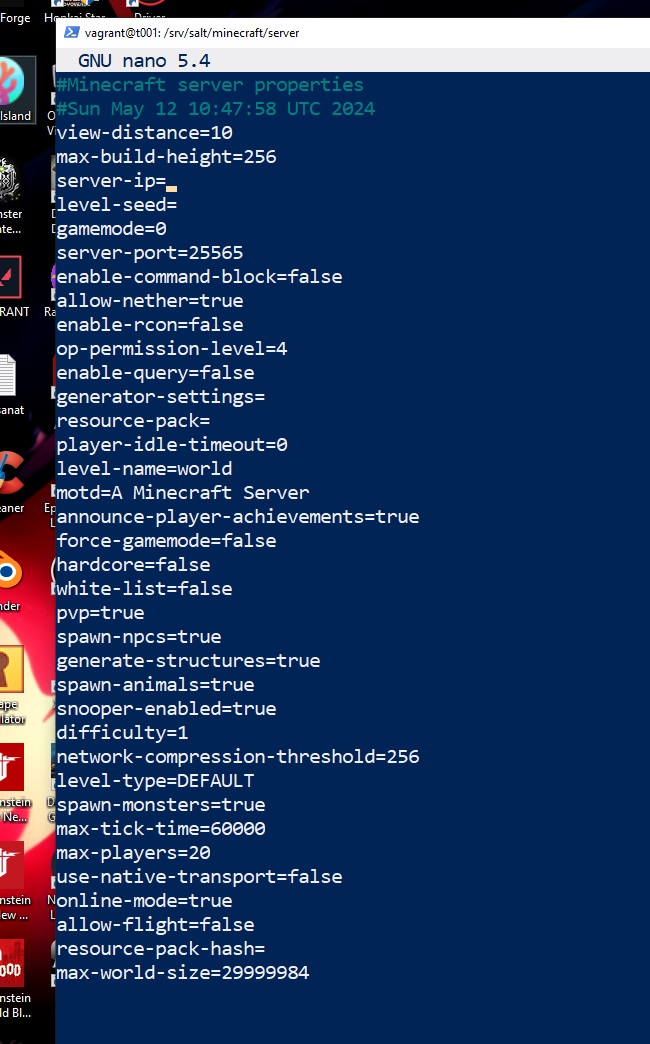 Forge
Honkai Star
Driver
vagrant@t001: /srv/salt/minecraft/server
GNU nano 5.4
#Minecraft server properties
#Sun May 12 10:47:58 UTC 2024
view-distance=10
max-build-height=256
server-ip=
level-seed=
gamemode=0
server-port=25565
enable-command-block=false
allow-nether=true
enable-rcon=false
op-permission-level=4
enable-query=false
generator-settings=
resource-pack=
player-idle-timeout=0
level-name=world
motd=A Minecraft Server
announce-player-achievements=true
force-gamemode=false
hardcore=false
white-list=false
pvp=true
spawn-npcs=true
generate-structures=true
spawn-animals=true
snooper-enabled=true
difficulty=1
network-compression-threshold=256
level-type=DEFAULT
spawn-monsters=true
max-tick-time=60000
max-players=20
use-native-transport=false
online-mode=true
allow-flight=false
resource-pack-hash=
max-world-size=29999984
Island
nster
nte...
RANT
sanat
eaner
nder
ape
lator
nstein
Ne...
nstein
ew ...
nstein
ld Bl...